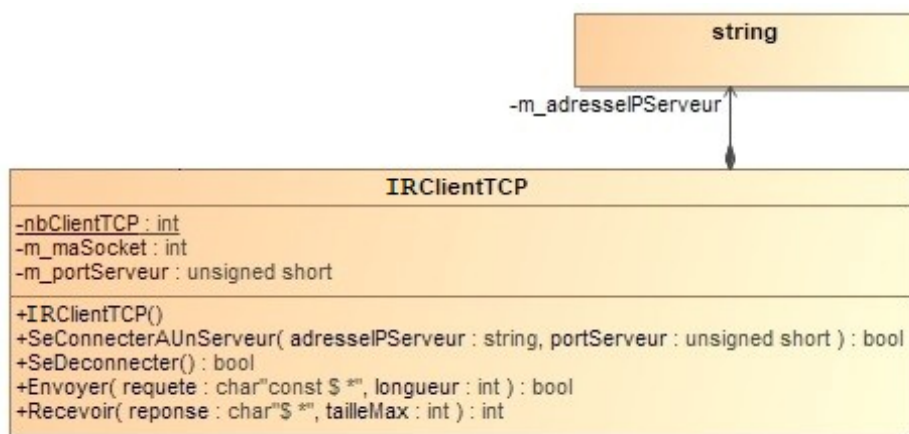 string
-m_adresseIPServeur
IRClientTCP
-nbClientTCP : int
-m_maSocket : int
-m_portServeur : unsigned short
+IRClientTCP()
+SeConnecterAUnServeur( adresseIPServeur : string, portServeur : unsigned short ) : bool
+SeDeconnecter() : bool
+Envoyer( requete : char"const $ *", longueur : int ) : bool
+Recevoir( reponse : char"$ *", tailleMax : int ) : int